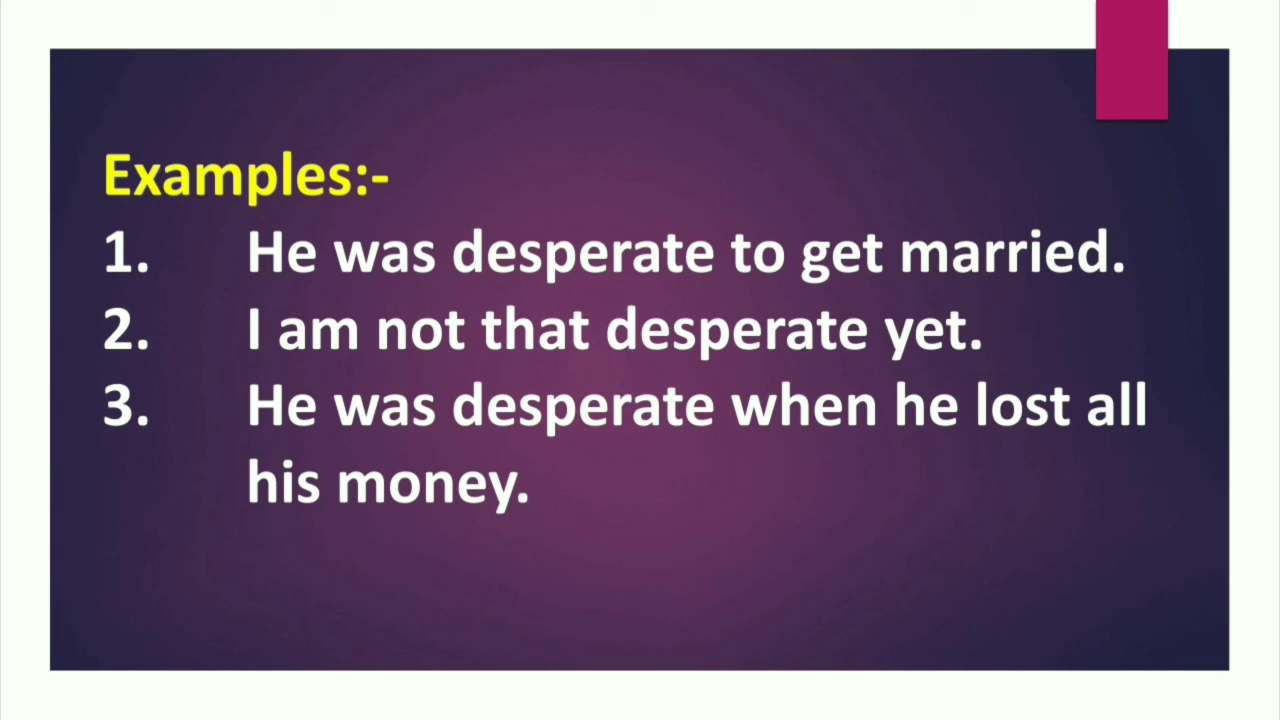 Examples:-
1. He was desperate to get married.
2. I am not that desperate yet.
3. He was desperate when he lost all
his money.